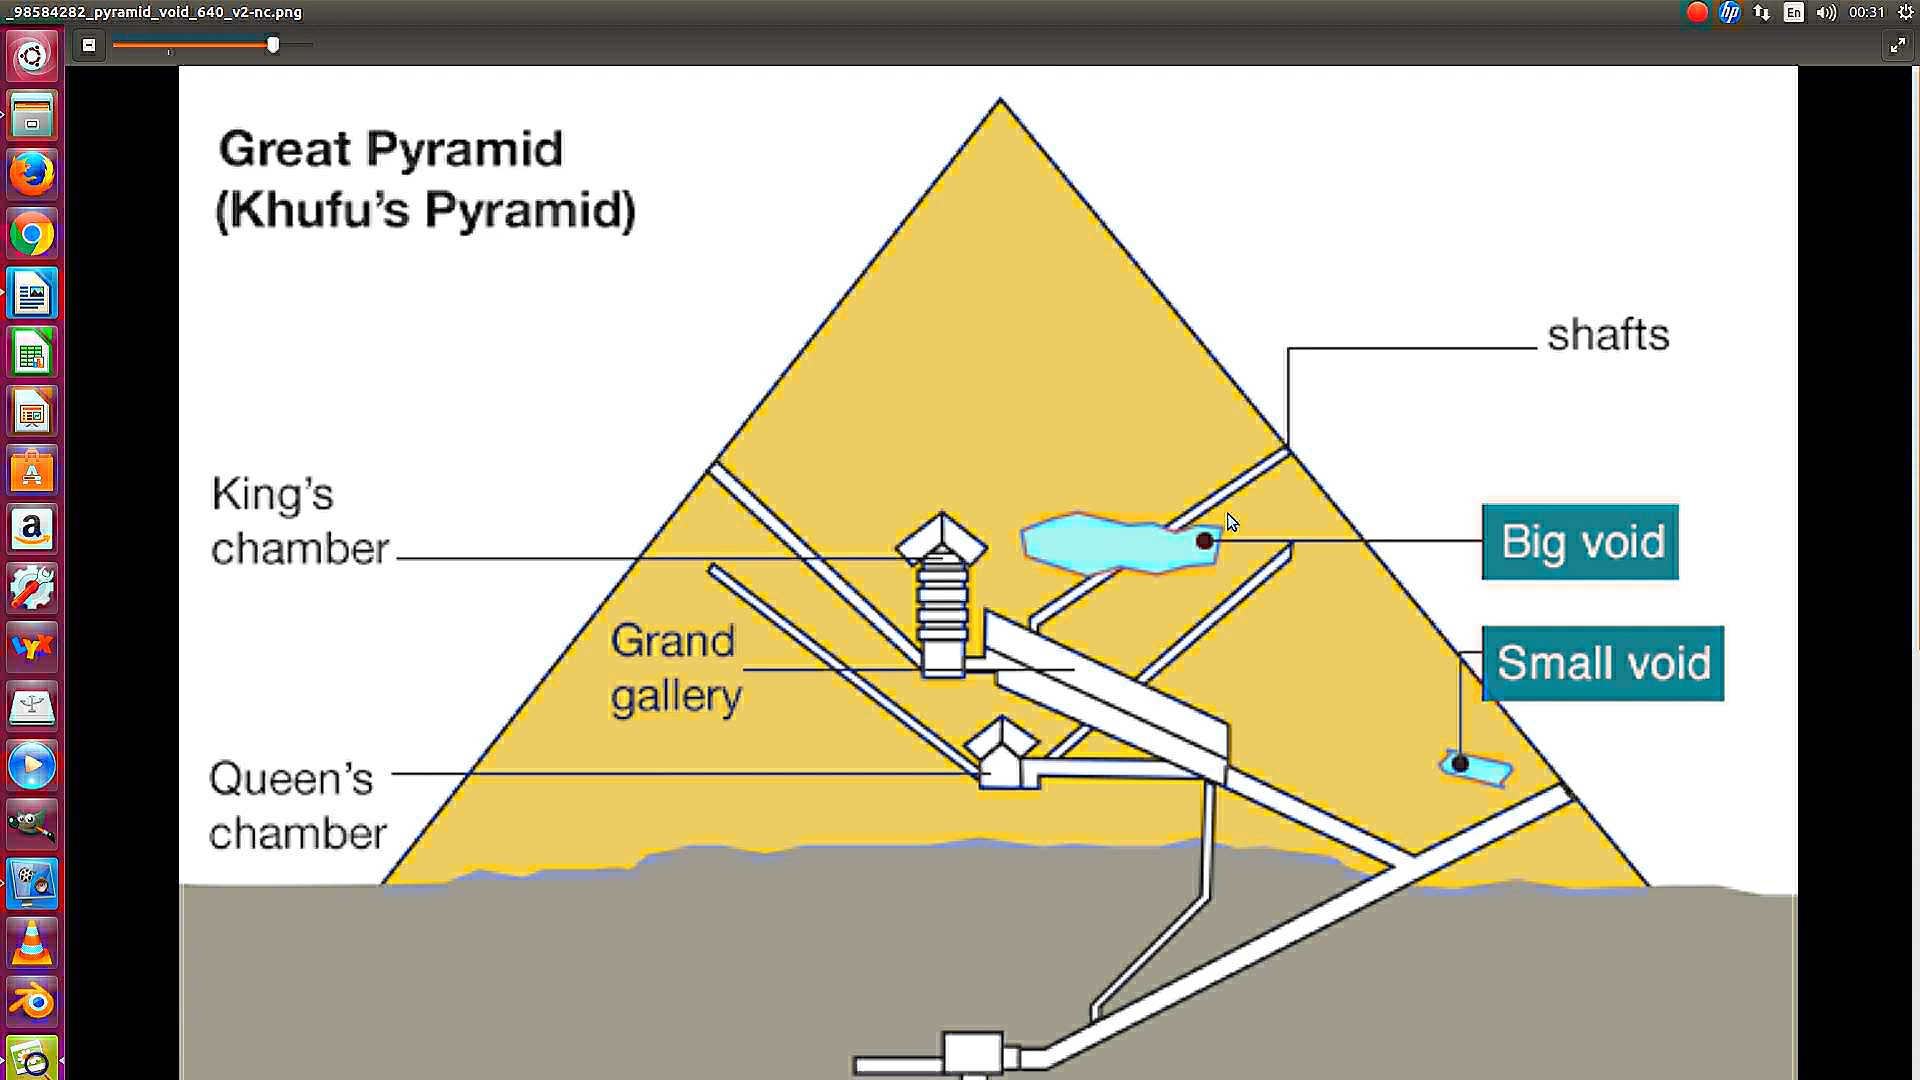 _98584282_pyramid_void_640_v2-nc.png
En
00:31
Great Pyramid
(Khufu's Pyramid)
shafts
King's
chamber
Big void
Grand
gallery
Small void
Queen's
chamber